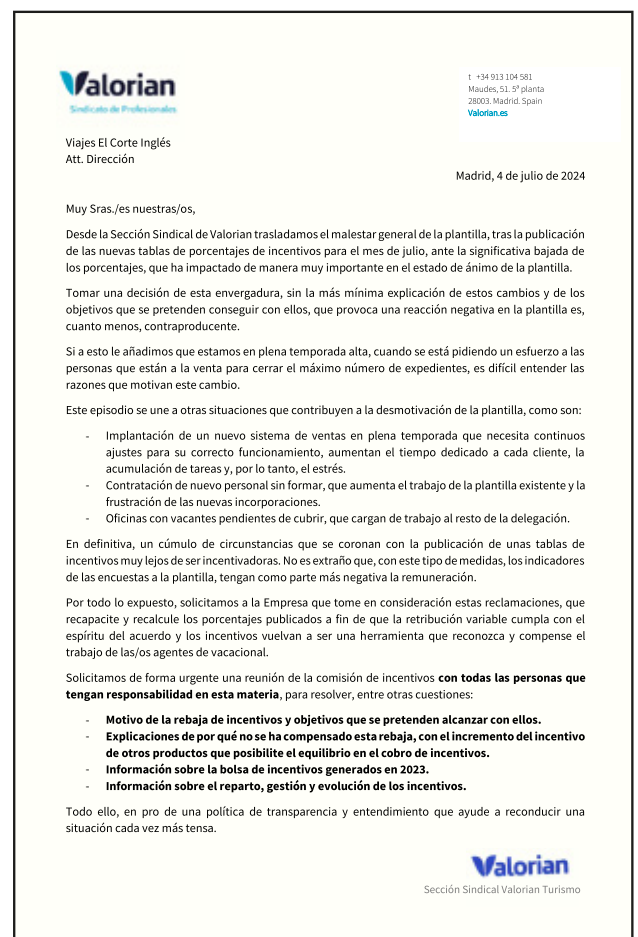 Valorian
Sindicato de Profesionales
t +34 913 104 581
Maudes, 51. 5º planta
28003. Madrid. Spain
Valorian.es
Viajes El Corte Inglés
Att. Dirección
Madrid, 4 de julio de 2024
Muy Sras./es nuestras/os,
Desde la Sección Sindical de Valorian trasladamos el malestar general de la plantilla, tras la publicación
de las nuevas tablas de porcentajes de incentivos para el mes de julio, ante la significativa bajada de
los porcentajes, que ha impactado de manera muy importante en el estado de ánimo de la plantilla.
Tomar una decisión de esta envergadura, sin la más mínima explicación de estos cambios y de los
objetivos que se pretenden conseguir con ellos, que provoca una reacción negativa en la plantilla es,
cuanto menos, contraproducente.
Si a esto le añadimos que estamos en plena temporada alta, cuando se está pidiendo un esfuerzo a las
personas que están a la venta para cerrar el máximo número de expedientes, es difícil entender las
razones que motivan este cambio.
Este episodio se une a otras situaciones que contribuyen a la desmotivación de la plantilla, como son:
- Implantación de un nuevo sistema de ventas en plena temporada que necesita continuos
ajustes para su correcto funcionamiento, aumentan el tiempo dedicado a cada cliente, la
acumulación de tareas y, por lo tanto, el estrés.
- Contratación de nuevo personal sin formar, que aumenta el trabajo de la plantilla existente y la
frustración de las nuevas incorporaciones.
- Oficinas con vacantes pendientes de cubrir, que cargan de trabajo al resto de la delegación.
En definitiva, un cúmulo de circunstancias que se coronan con la publicación de unas tablas de
incentivos muy lejos de ser incentivadoras. No es extraño que, con este tipo de medidas, los indicadores
de las encuestas a la plantilla, tengan como parte más negativa la remuneración.
Por todo lo expuesto, solicitamos a la Empresa que tome en consideración estas reclamaciones, que
recapacite y recalcule los porcentajes publicados a fin de que la retribución variable cumpla con el
espíritu del acuerdo y los incentivos vuelvan a ser una herramienta que reconozca y compense el
trabajo de las/os agentes de vacacional.
Solicitamos de forma urgente una reunión de la comisión de incentivos con todas las personas que
tengan responsabilidad en esta materia, para resolver, entre otras cuestiones:
- Motivo de la rebaja de incentivos y objetivos que se pretenden alcanzar con ellos.
- Explicaciones de por qué no se ha compensado esta rebaja, con el incremento del incentivo
de otros productos que posibilite el equilibrio en el cobro de incentivos.
- Información sobre la bolsa de incentivos generados en 2023.
- Información sobre el reparto, gestión y evolución de los incentivos.
Todo ello, en pro de una política de transparencia y entendimiento que ayude a reconducir una
situación cada vez más tensa.
Valorian
Sección Sindical Valorian Turismo